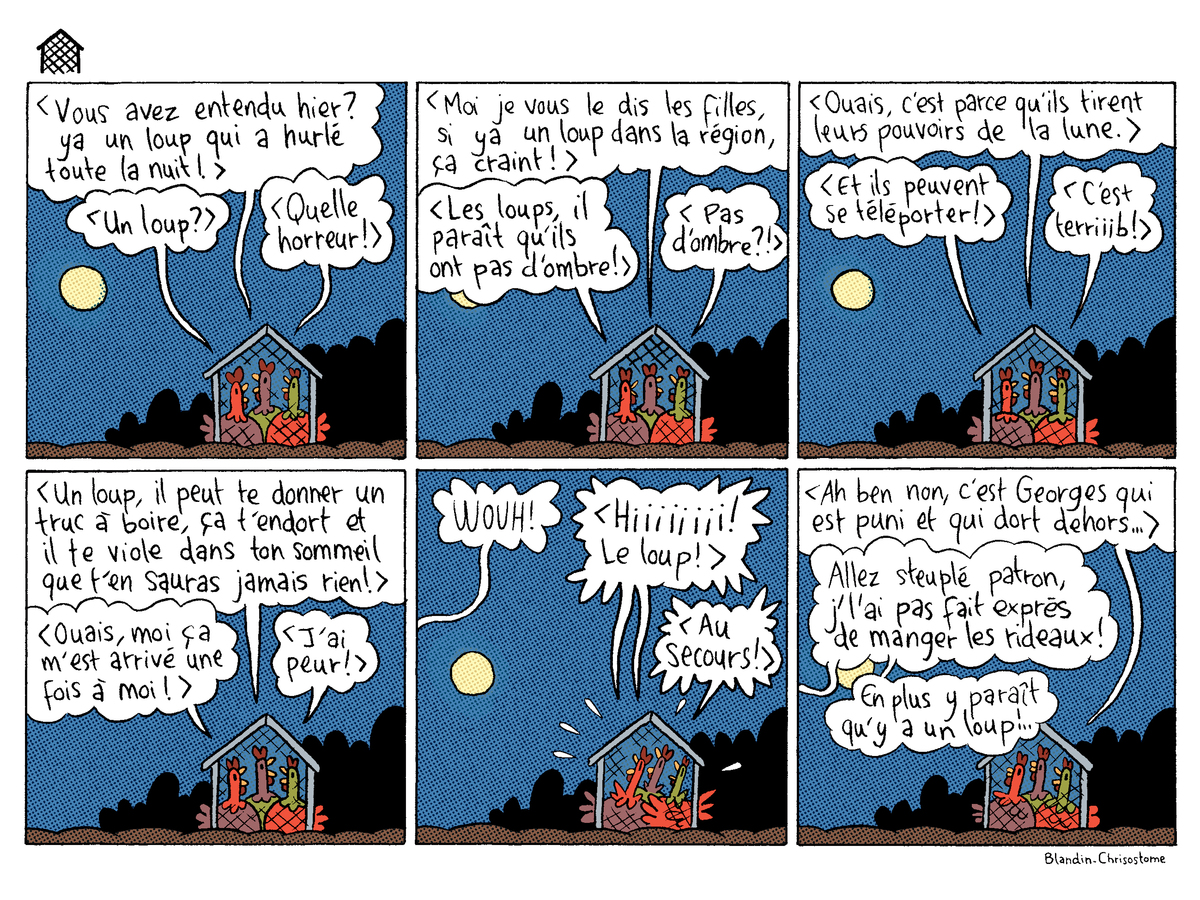 <Vous avez entendu hier?
ya un loup qui a hurlé
toute la nuit!>
<Un loup?>
<Quelle
horreur!>
<Moi je vous le dis les filles,
si ya un loup dans la région,
ça craint!>
<Les loups, il
paraît qu'ils
ont pas d'ombre!>
<Pas
d'ombre?!>
<Ouais, c'est parce qu'ils tirent
leurs pouvoirs de la lune.>
<Et ils peuvent
se téléporter!>
<C'est
terriiib!>
<Un loup, il peut te donner un
truc à boire, ça t'endort et
il te viole dans ton sommeil
que t'en sauras jamais rien!>
<Ouais, moi ça
m'est arrivé une
fois à moi!>
<J'ai
peur!>
WOUH!
<Hiiiiiiii!
Le loup!>
<Au
secours!>
<Ah ben non, c'est Georges qui
est puni et qui dort dehors...>
Allez steuplé patron,
j'l'ai pas fait exprès
de manger les rideaux!
En plus y paraît
qu'y a un loup!...
Blandin-Chrisostome